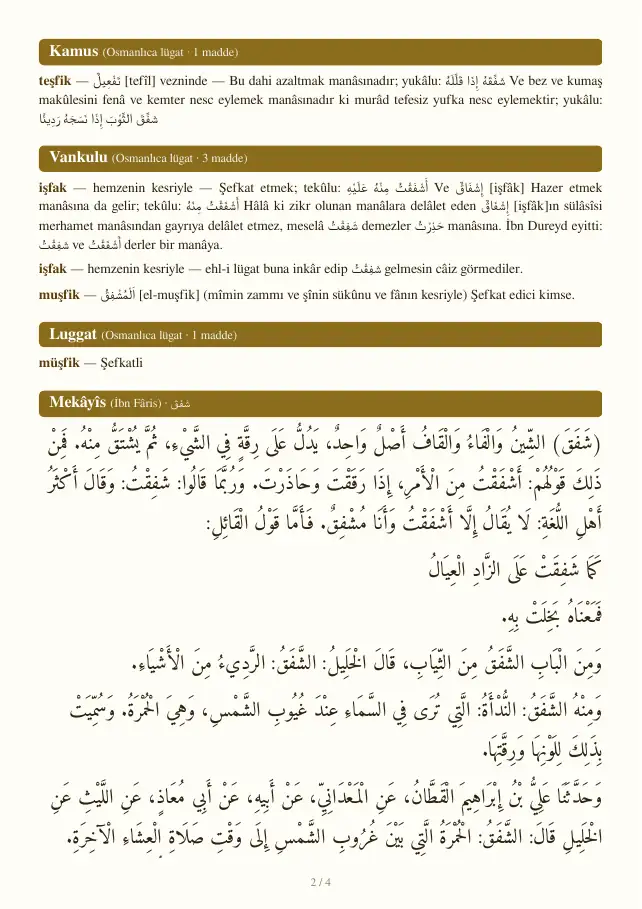 Kamus (Osmanlıca lügat · 1 madde)
teşfik — تَفْعِيلٌ [tefîl] vezninde — Bu dahi azaltmak manâsınadır; yukâlu: شَفَّقَهُ إِذَا قَلَّلَهُ Ve bez ve kumaş
makûlesini fenâ ve kemter nesc eylemek manâsınadır ki murâd tefesiz yufka nesc eylemektir; yukâlu:
شَفَّقَ الثَّوْبَ إِذَا نَسَجَهُ رَدِيئًا
Vankulu (Osmanlıca lügat · 3 madde)
işfak — hemzenin kesriyle — Şefkat etmek; tekûlu: أَشْفَقْتُ مِنْهُ عَلَيْهِ Ve إِشْفَاقٌ [işfâk] Hazer etmek
manâsına da gelir; tekûlu: أَشْفَقْتُ مِنْهُ Hâlâ ki zikr olunan manâlara delâlet eden إِشْفَاقٌ [işfâk]ın sülâsîsi
merhamet manâsından gayrıya delâlet etmez, meselâ شَفِقْتُ demezler حَذِرْتُ manâsına. İbn Dureyd eyitti:
شَفِقْتُ ve أَشْفَقْتُ derler bir manâya.
işfak — hemzenin kesriyle — ehl-i lügat buna inkâr edip شَفِقْتُ gelmesin câiz görmediler.
muşfik — اَلْمُشْفِقُ [el-muşfik] (mîmin zammı ve şînin sükûnu ve fânın kesriyle) Şefkat edici kimse.
Luggat (Osmanlıca lügat · 1 madde)
müşfik — Şefkatli
Mekâyîs (İbn Fâris) · شفق
(شَفَقَ) الشِّينُ وَالْفَاءُ وَالْقَافُ أَصْلٌ وَاحِدٌ، يَدُلُّ عَلَى رِقَّةٍ فِي الشَّيْءِ، ثُمَّ يُشْتَقُّ مِنْهُ. فَمِنْ
ذَلِكَ قَوْلُهُمْ: أَشْفَقْتُ مِنَ الْأَمْرِ، إِذَا رَقَقْتَ وَحَاذَرْتَ. وَرُبَّمَا قَالُوا: شَفِقْتُ: وَقَالَ أَكْثَرُ
أَهْلِ اللُّغَةِ: لَا يُقَالُ إِلَّا أَشْفَقْتُ وَأَنَا مُشْفِقٌ. فَأَمَّا قَوْلُ الْقَائِلِ:
كَمَا شَفِقَتْ عَلَى الزَّادِ الْعِيَالُ
فَمَعْنَاهُ بَخِلَتْ بِهِ.
وَمِنَ الْبَابِ الشَّفَقُ مِنَ الثِّيَابِ، قَالَ الْخَلِيلُ: الشَّفَقُ: الرَّدِيءُ مِنَ الْأَشْيَاءِ.
وَمِنْهُ الشَّفَقُ: النُّدْأَةُ: الَّتِي تُرَى فِي السَّمَاءِ عِنْدَ غُيُوبِ الشَّمْسِ، وَهِيَ الْحُمْرَةُ. وَسُمِّيَتْ
بِذَلِكَ لِلَوْنِهَا وَرِقَّتِهَا.
وَحَدَّثَنَا عَلِيُّ بْنُ إِبْرَاهِيمَ الْقَطَّانُ، عَنِ الْمَعْدَانِيِّ، عَنْ أَبِيهِ، عَنْ أَبِي مُعَاذٍ، عَنِ اللَّيْثِ عَنِ
الْخَلِيلِ قَالَ: الشَّفَقُ: الْحُمْرَةُ الَّتِي بَيْنَ غُرُوبِ الشَّمْسِ إِلَى وَقْتِ صَلَاةِ الْعِشَاءِ الْآخِرَةِ.
2 / 4